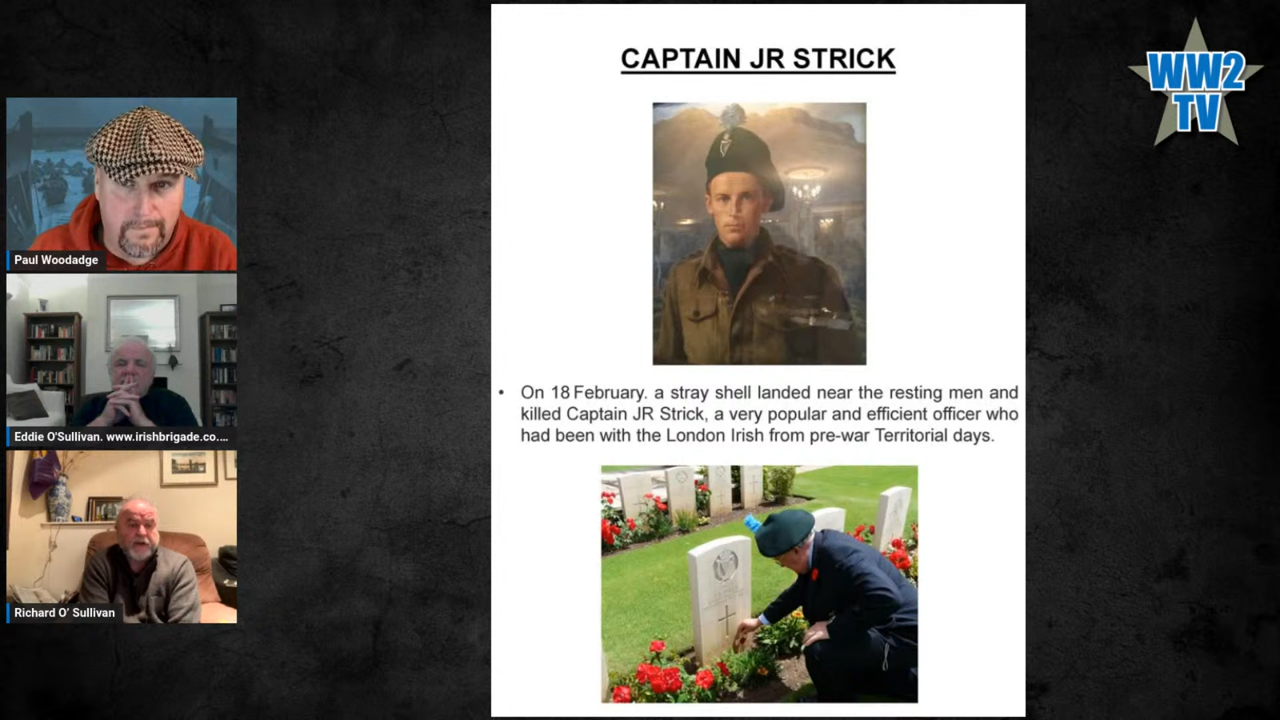 CAPTAIN JR STRICK
WW2
TV
Paul Woodadge
Eddie O'Sullivan. www.irishbrigade.co....
Richard O' Sullivan
• On 18 February. a stray shell landed near the resting men and
killed Captain JR Strick, a very popular and efficient officer who
had been with the London Irish from pre-war Territorial days.